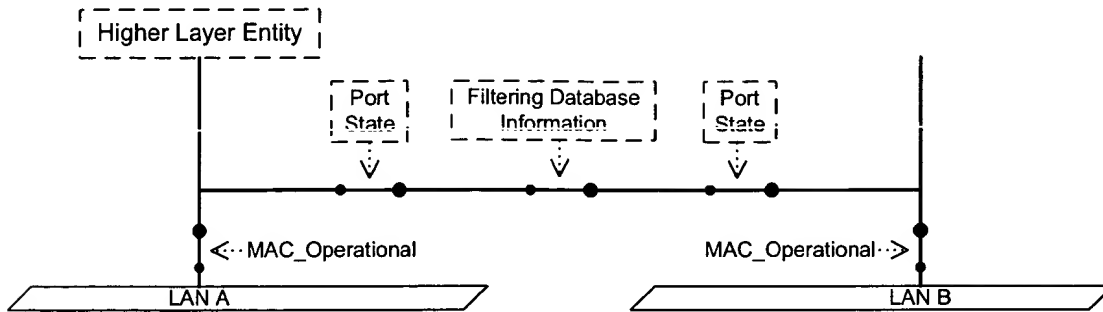 Higher Layer Entity
Port
State
Filtering Database
Information
Port
State
MAC_Operational
MAC_Operational
LAN A
LAN B